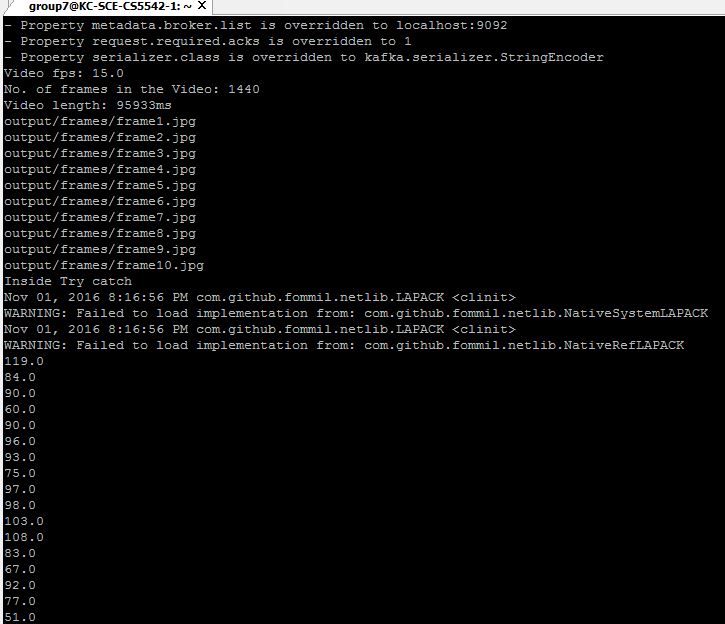 group7@KC-SCE-CS5542-1: ~ X
- Property metadata.broker.list is overridden to localhost:9092
- Property request.required.acks is overridden to 1
- Property serializer.class is overridden to kafka.serializer.StringEncoder
Video fps: 15.0
No. of frames in the Video: 1440
Video length: 95933ms
output/frames/frame1.jpg
output/frames/frame2.jpg
output/frames/frame3.jpg
output/frames/frame4.jpg
output/frames/frame5.jpg
output/frames/frame6.jpg
output/frames/frame7.jpg
output/frames/frame8.jpg
output/frames/frame9.jpg
output/frames/frame10.jpg
Inside Try catch
Nov 01, 2016 8:16:56 PM com.github.fommil.netlib.LAPACK <clinit>
WARNING: Failed to load implementation from: com.github.fommil.netlib.NativeSystemLAPACK
Nov 01, 2016 8:16:56 PM com.github.fommil.netlib.LAPACK <clinit>
WARNING: Failed to load implementation from: com.github.fommil.netlib.NativeRefLAPACK
119.0
84.0
90.0
60.0
90.0
96.0
93.0
75.0
97.0
98.0
103.0
108.0
83.0
67.0
92.0
77.0
51.0